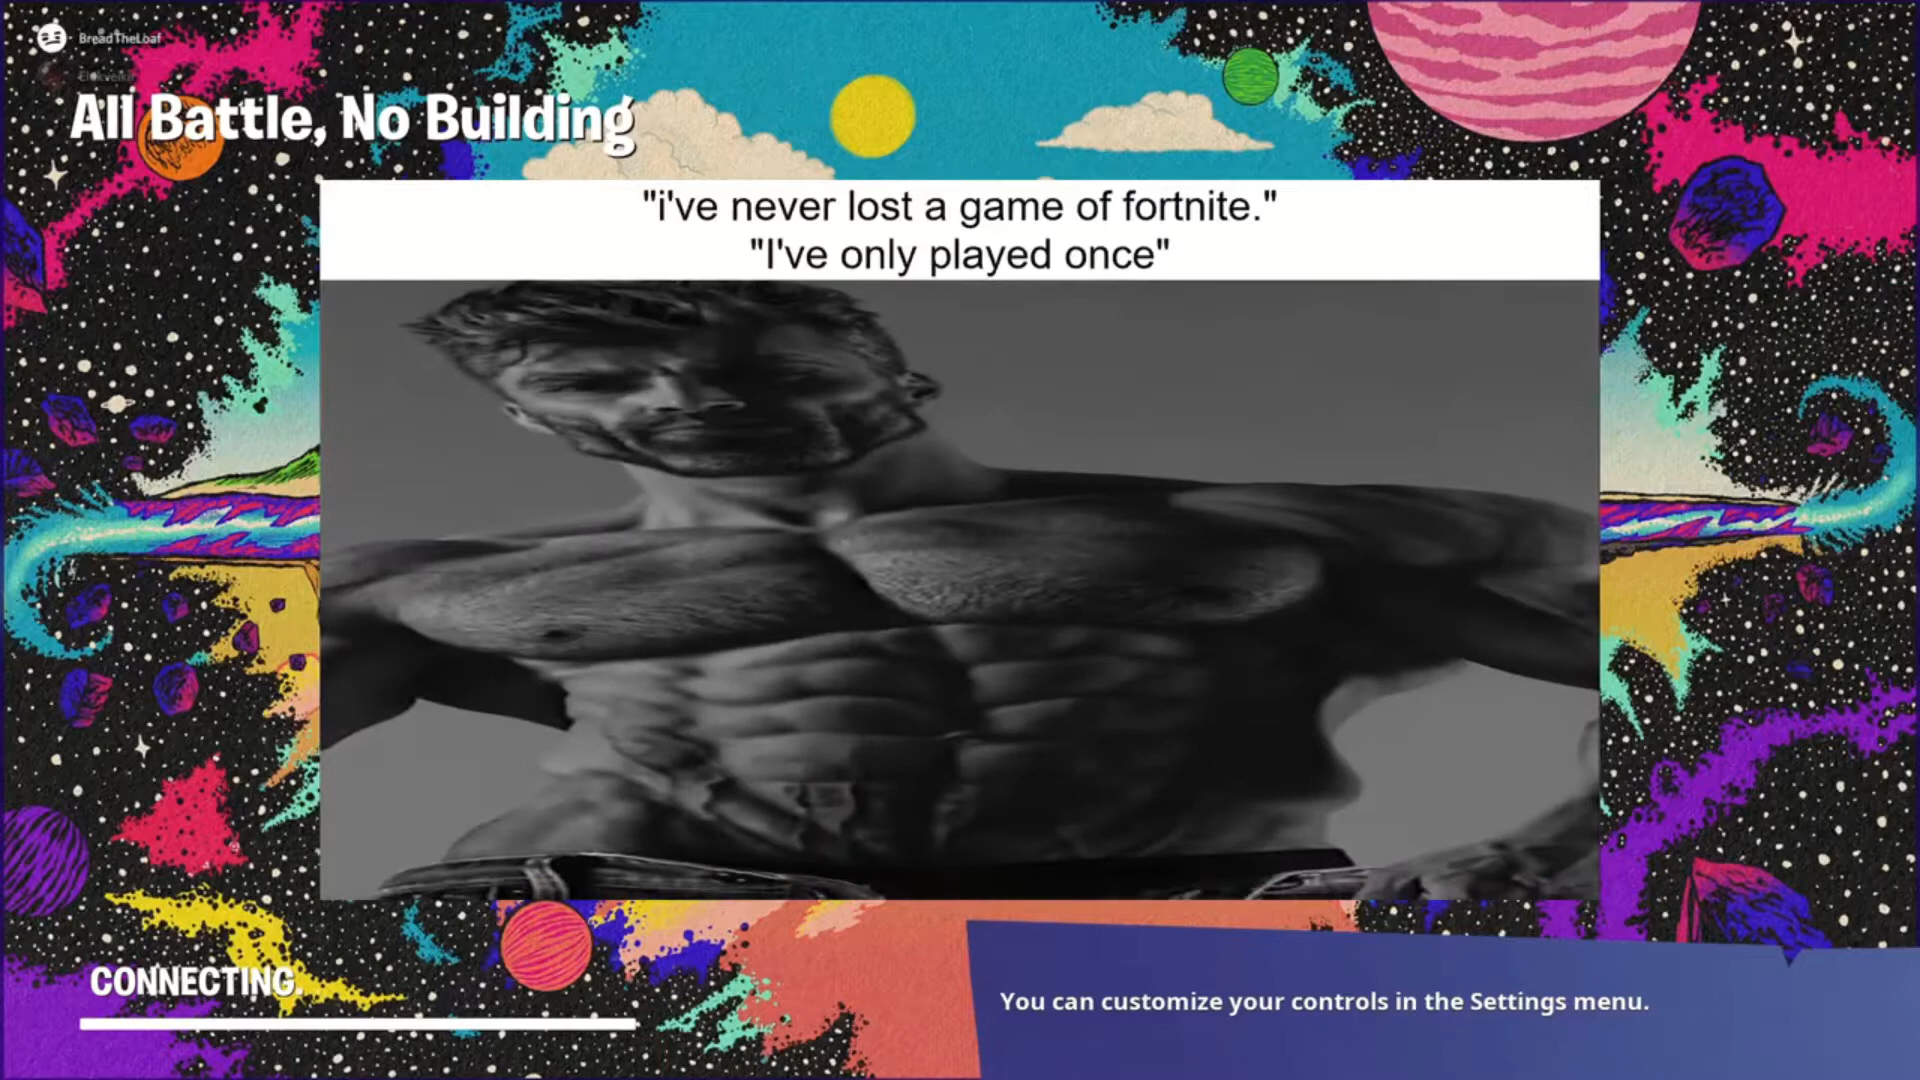 BreadTheLoaf
All Battle, No Building
"i've never lost a game of fortnite."
"I've only played once"
CONNECTING.
You can customize your controls in the Settings menu.